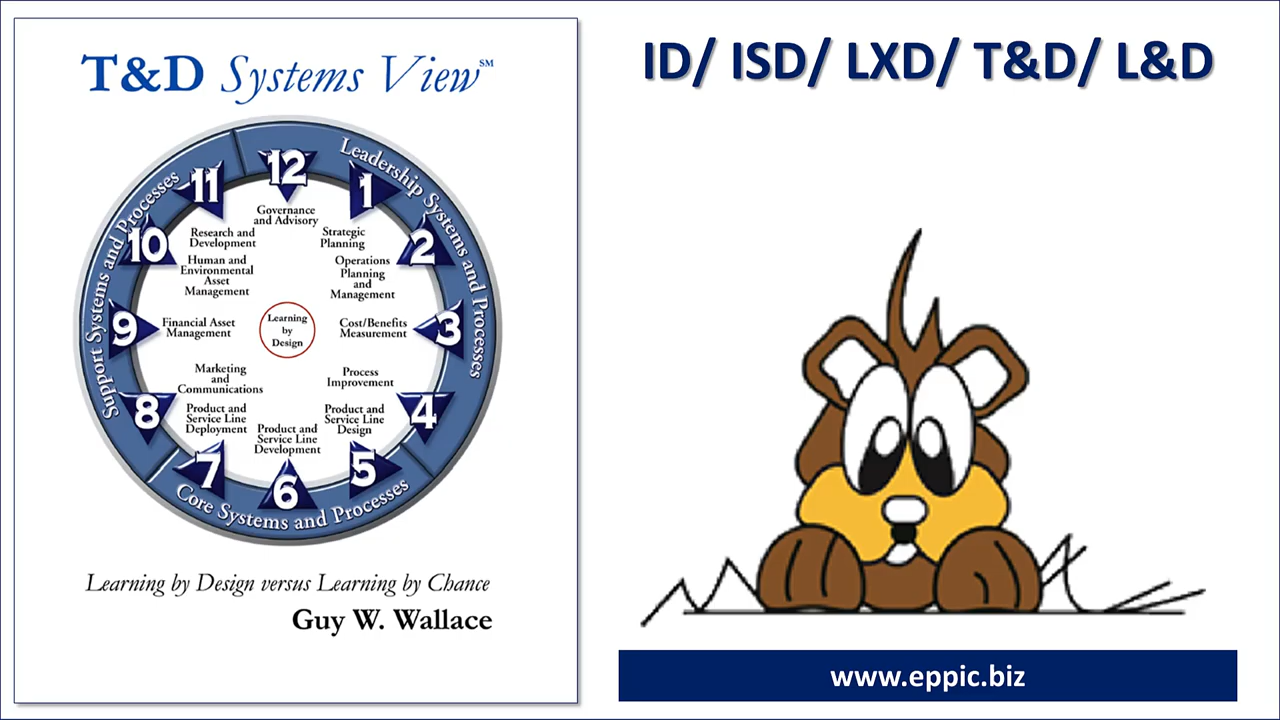 T&D Systems View℠
12
Governance
and Advisory
1
Strategic
Planning
2
Operations
Planning
and
Management
3
Cost/Benefits
Measurement
4
Process
Improvement
5
Product and
Service Line
Design
6
Product and
Service Line
Development
7
Product and
Service Line
Deployment
8
Marketing
and
Communications
9
Financial Asset
Management
10
Human and
Environmental
Asset
Management
11
Research and
Development
Learning
by
Design
Leadership Systems and Processes
Core Systems and Processes
Support Systems and Processes
Learning by Design versus Learning by Chance
Guy W. Wallace
ID/ ISD/ LXD/ T&D/ L&D
www.eppic.biz